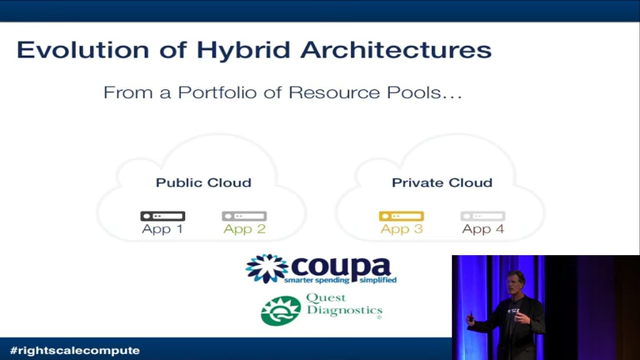 Evolution of Hybrid Architectures
From a Portfolio of Resource Pools…
Public Cloud
Private Cloud
App 1
App 2
App 3
App 4
coupa
smarter spending simplified
Quest
Diagnostics
#rightscalecompute